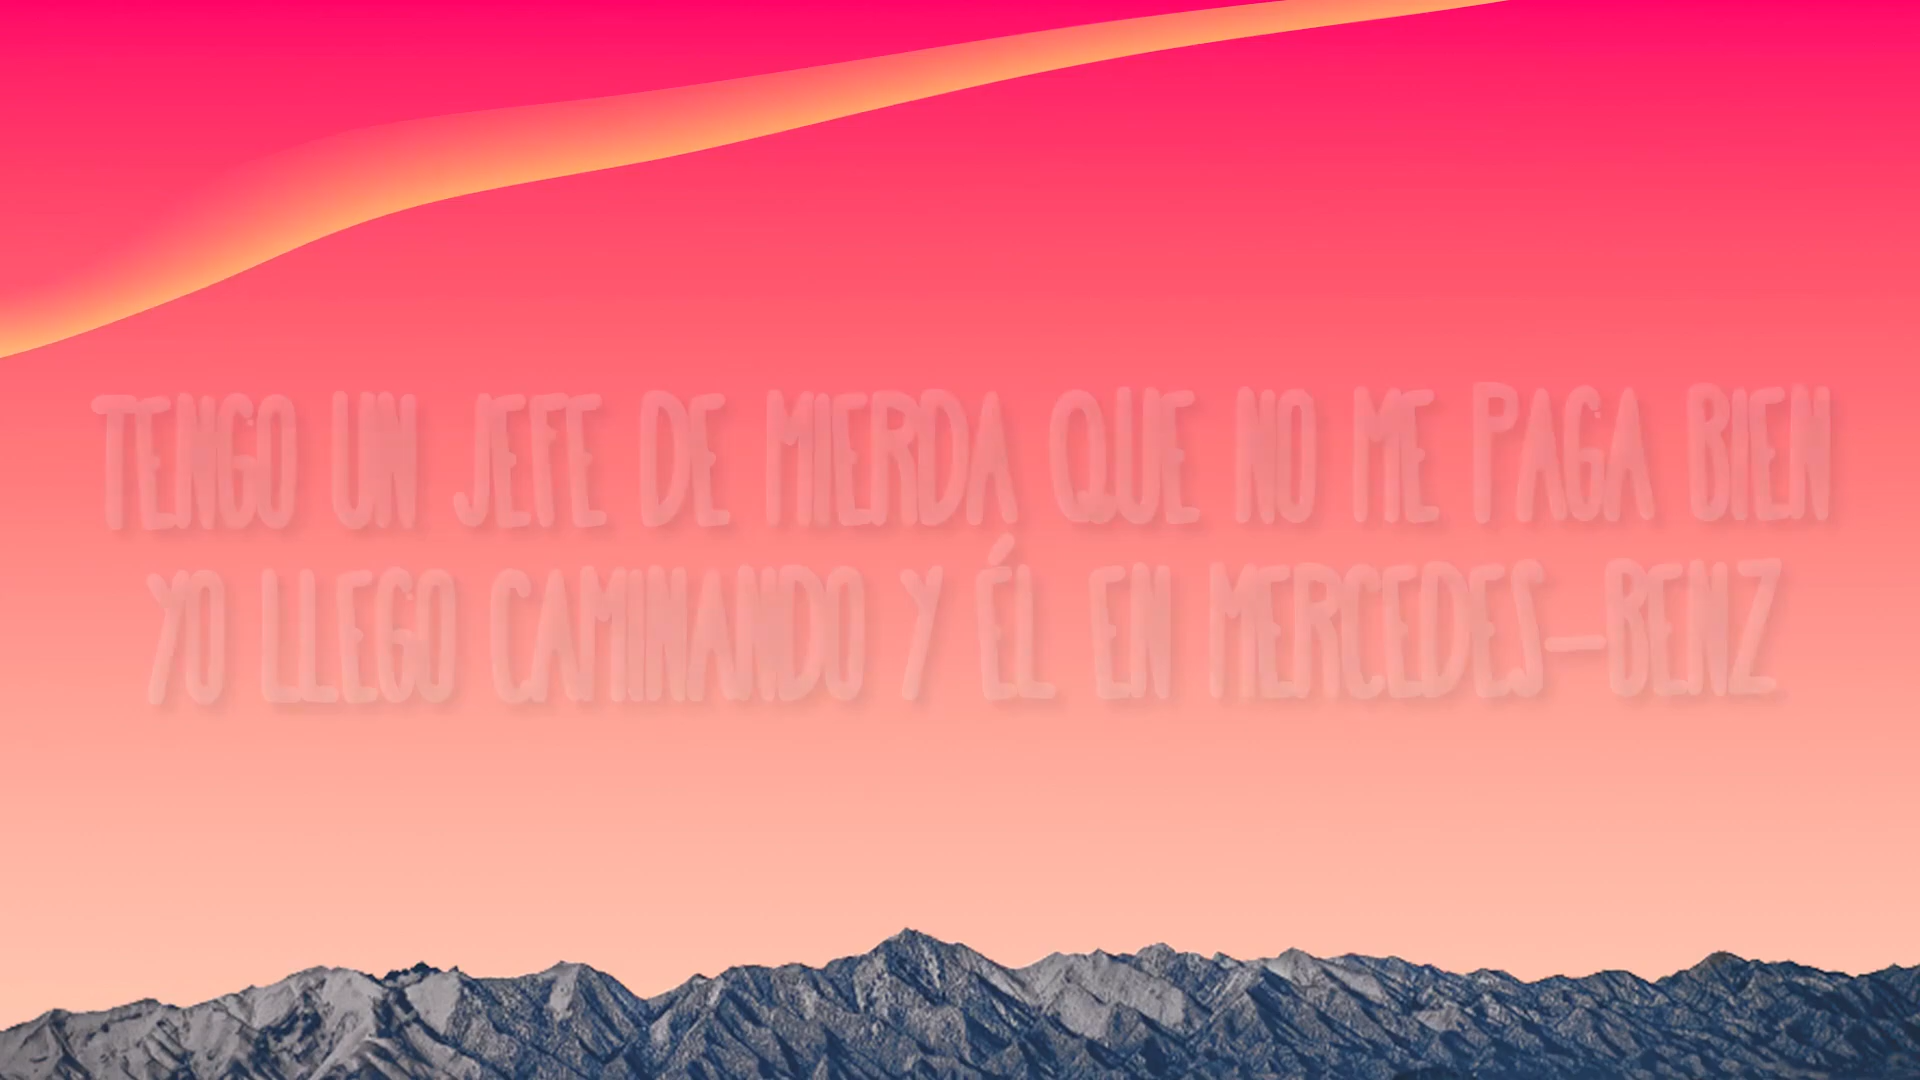 TENGO UN JEFE DE MIERDA QUE NO ME PAGA BIEN
YO LLEGO CAMINANDO Y ÉL EN MERCEDES-BENZ